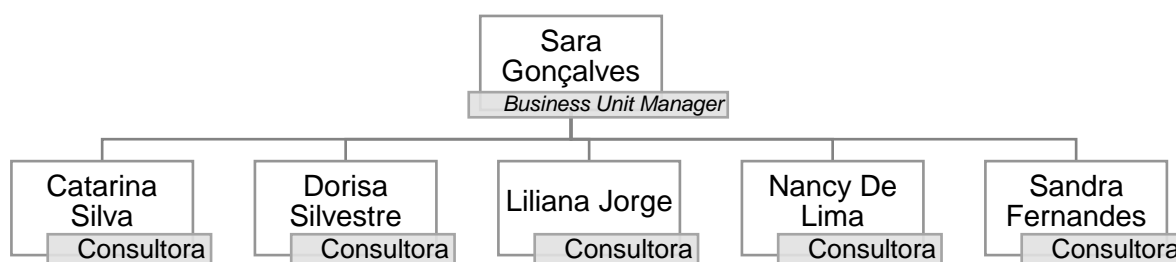 Sara
Gonçalves
Business Unit Manager
Catarina
Silva
Consultora
Dorisa
Silvestre
Consultora
Liliana Jorge
Consultora
Nancy De
Lima
Consultora
Sandra
Fernandes
Consultora